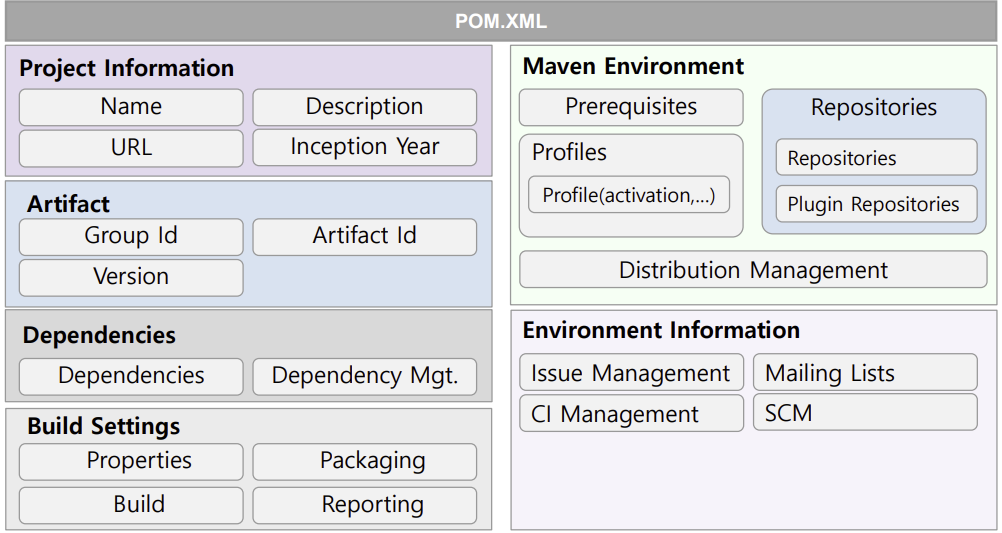 POM.XML
Project Information
Name
Description
URL
Inception Year
Artifact
Group Id
Artifact Id
Version
Dependencies
Dependencies
Dependency Mgt.
Build Settings
Properties
Packaging
Build
Reporting
Maven Environment
Prerequisites
Profiles
Profile(activation,...)
Repositories
Repositories
Plugin Repositories
Distribution Management
Environment Information
Issue Management
Mailing Lists
CI Management
SCM